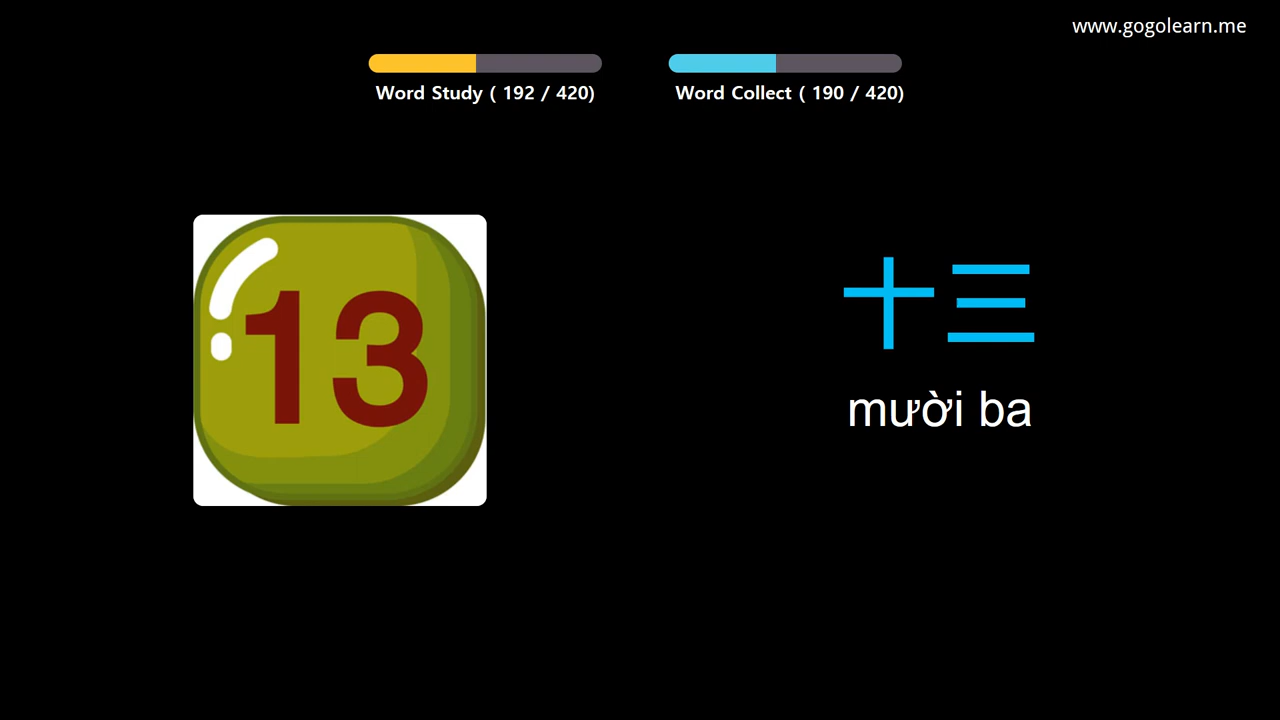 www.gogolearn.me
Word Study ( 192 / 420)
Word Collect ( 190 / 420)
13
十三
mười ba